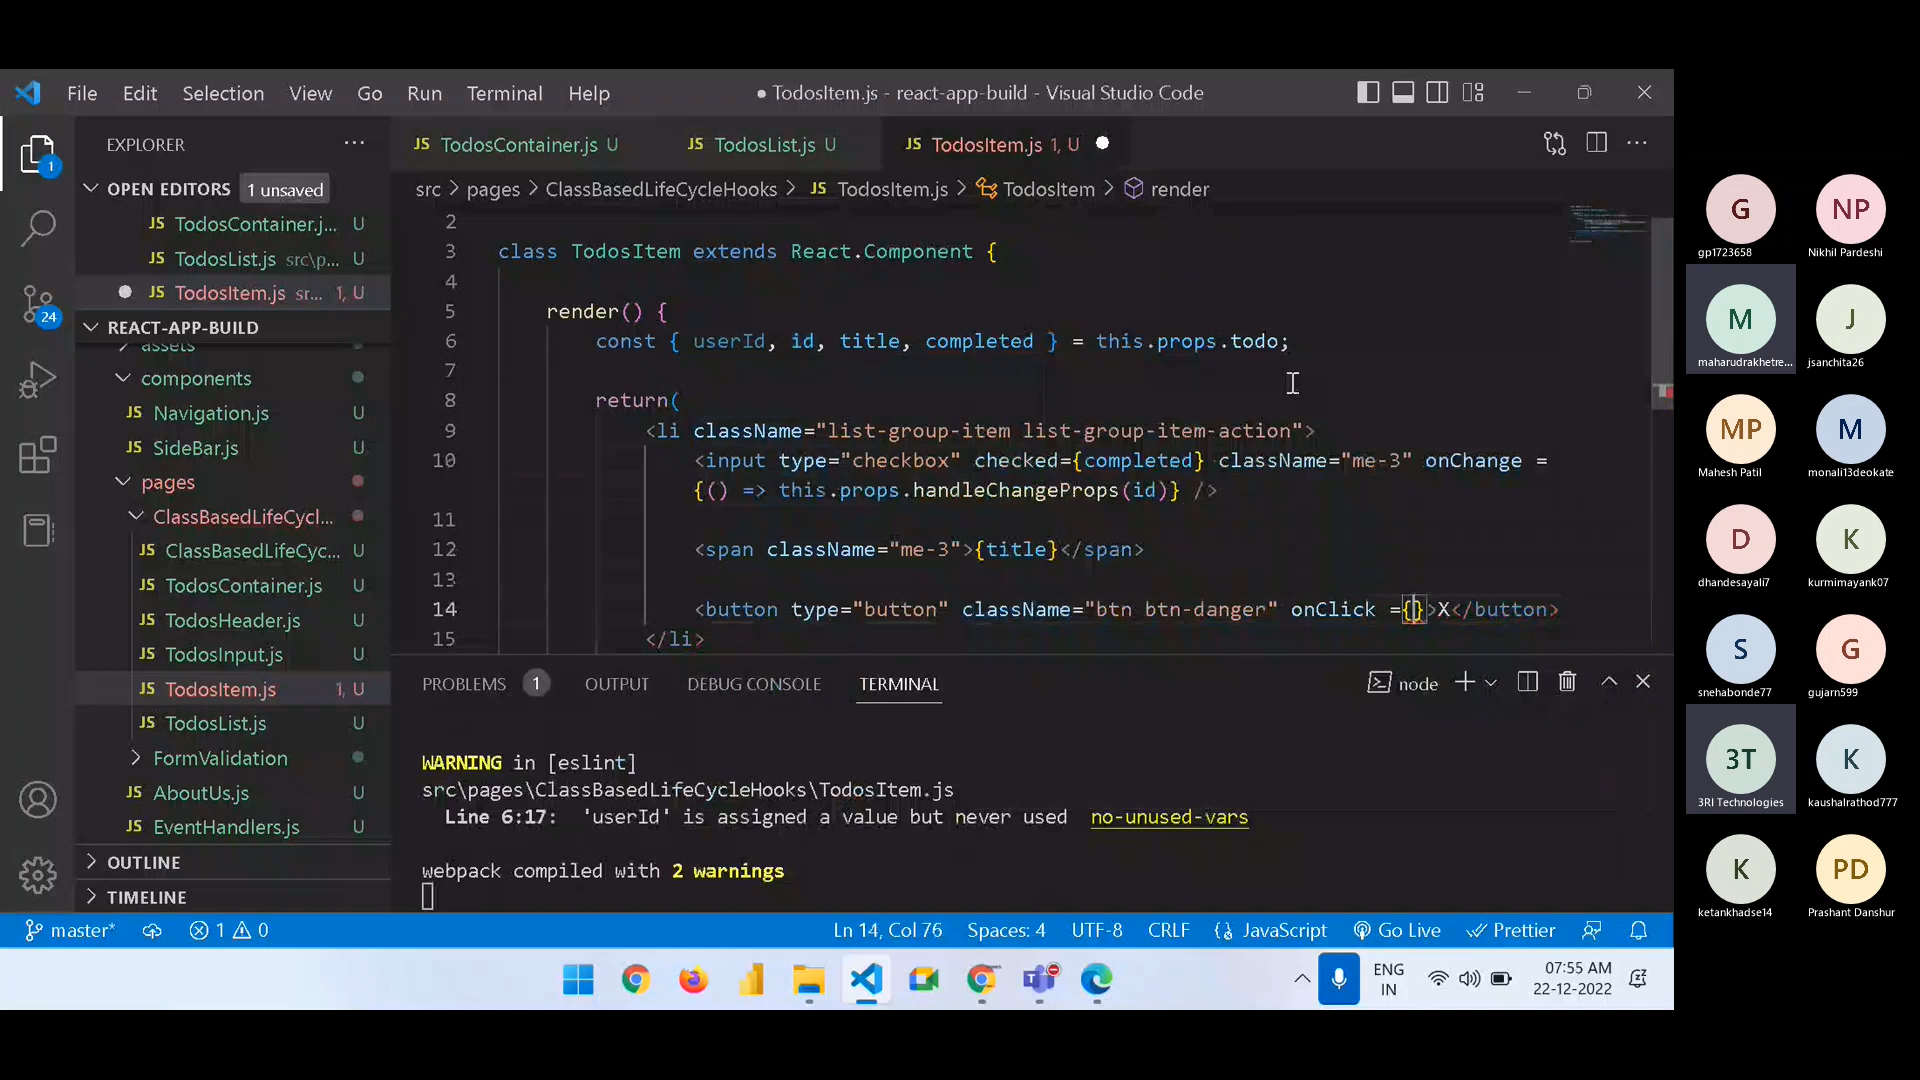 File Edit Selection View Go Run Terminal Help
● TodosItem.js - react-app-build - Visual Studio Code
EXPLORER
OPEN EDITORS 1 unsaved
JS TodosContainer.j... U
JS TodosList.js src\p... U
JS TodosItem.js sr... 1, U
REACT-APP-BUILD
assets
components
JS Navigation.js
JS SideBar.js
pages
ClassBasedLifeCycl...
JS ClassBasedLifeCyc... U
JS TodosContainer.js U
JS TodosHeader.js U
JS TodosInput.js U
JS TodosItem.js 1, U
JS TodosList.js U
FormValidation
JS AboutUs.js U
JS EventHandlers.js U
OUTLINE
TIMELINE
1
24
JS TodosContainer.js U JS TodosList.js U JS TodosItem.js 1, U
src > pages > ClassBasedLifeCycleHooks > JS TodosItem.js > TodosItem > render
2
3 class TodosItem extends React.Component {
4
5 render() {
6 const { userId, id, title, completed } = this.props.todo;
7
8 return(
9 <li className="list-group-item list-group-item-action">
10 <input type="checkbox" checked={completed} className="me-3" onChange =
{() => this.props.handleChangeProps(id)} />
11
12 <span className="me-3">{title}</span>
13
14 <button type="button" className="btn btn-danger" onClick ={}>X</button>
15 </li>
PROBLEMS 1 OUTPUT DEBUG CONSOLE TERMINAL node
WARNING in [eslint]
src\pages\ClassBasedLifeCycleHooks\TodosItem.js
Line 6:17: 'userId' is assigned a value but never used no-unused-vars
webpack compiled with 2 warnings
master* 1 0 Ln 14, Col 76 Spaces: 4 UTF-8 CRLF JavaScript Go Live Prettier
ENG
IN
07:55 AM
22-12-2022
G
gp1723658
NP
Nikhil Pardeshi
M
maharudrakhetre...
J
jsanchita26
MP
Mahesh Patil
M
monali13deokate
D
dhandesayali7
K
kurmimayank07
S
snehabonde77
G
gujarn599
3T
3RI Technologies
K
kaushalrathod777
K
ketankhadse14
PD
Prashant Danshur